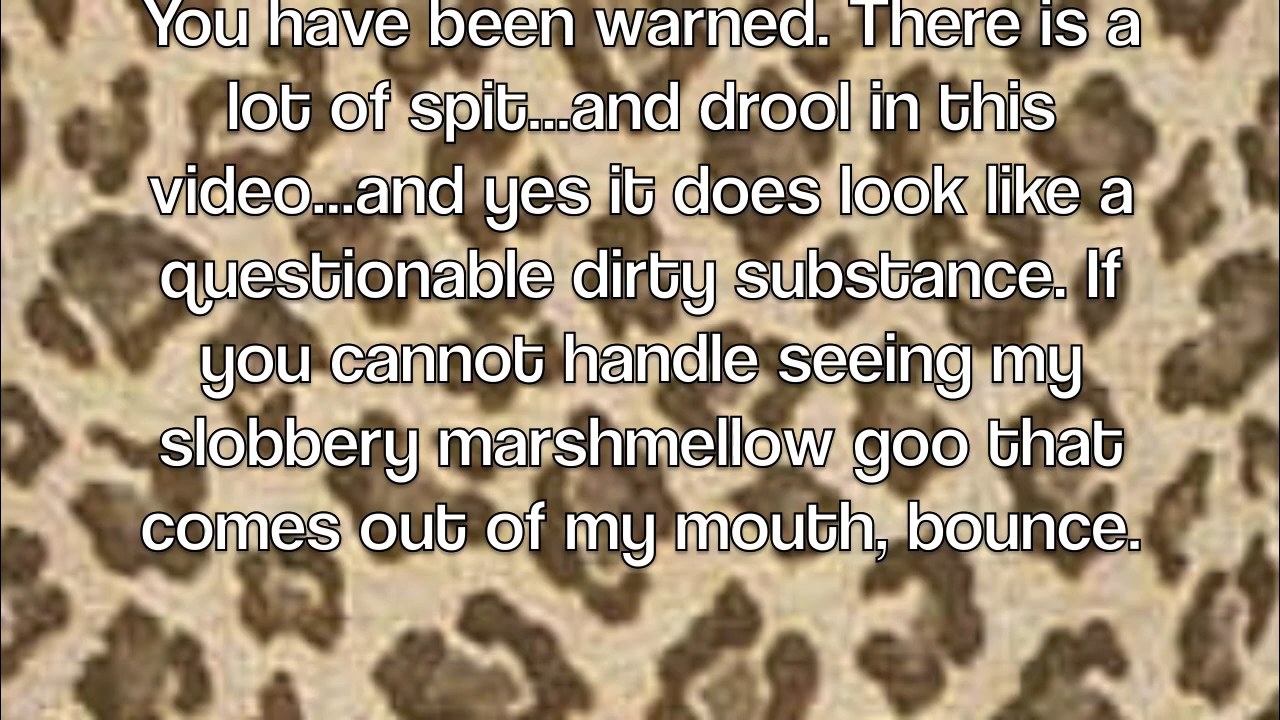 You have been warned. There is a
lot of spit...and drool in this
video...and yes it does look like a
questionable dirty substance. If
you cannot handle seeing my
slobbery marshmellow goo that
comes out of my mouth, bounce.